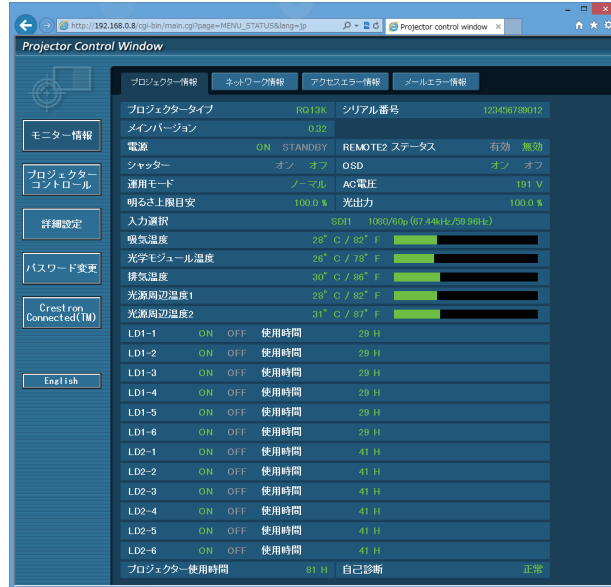 http://192.168.0.8/cgi-bin/main.cgi?page=MENU_STATUS&lang=jp
Projector control window
Projector Control Window
プロジェクター情報 ネットワーク情報 アクセスエラー情報 メールエラー情報
モニター情報
プロジェクター
コントロール
詳細設定
パスワード変更
Crestron
Connected(TM)
English
プロジェクタータイプ RQ13K シリアル番号 123456789012
メインバージョン 0.32
電源 ON STANDBY REMOTE2 ステータス 有効 無効
シャッター オン オフ OSD オン オフ
運用モード ノーマル AC電圧 191 V
明るさ上限目安 100.0 % 光出力 100.0 %
入力選択 SDI1 1080/60p (67.44kHz/59.96Hz)
吸気温度 28° C / 82° F
光学モジュール温度 26° C / 78° F
排気温度 30° C / 86° F
光源周辺温度1 28° C / 82° F
光源周辺温度2 31° C / 87° F
LD1-1 ON OFF 使用時間 29 H
LD1-2 ON OFF 使用時間 29 H
LD1-3 ON OFF 使用時間 29 H
LD1-4 ON OFF 使用時間 29 H
LD1-5 ON OFF 使用時間 29 H
LD1-6 ON OFF 使用時間 29 H
LD2-1 ON OFF 使用時間 41 H
LD2-2 ON OFF 使用時間 41 H
LD2-3 ON OFF 使用時間 41 H
LD2-4 ON OFF 使用時間 41 H
LD2-5 ON OFF 使用時間 41 H
LD2-6 ON OFF 使用時間 41 H
プロジェクター使用時間 81 H 自己診断 正常